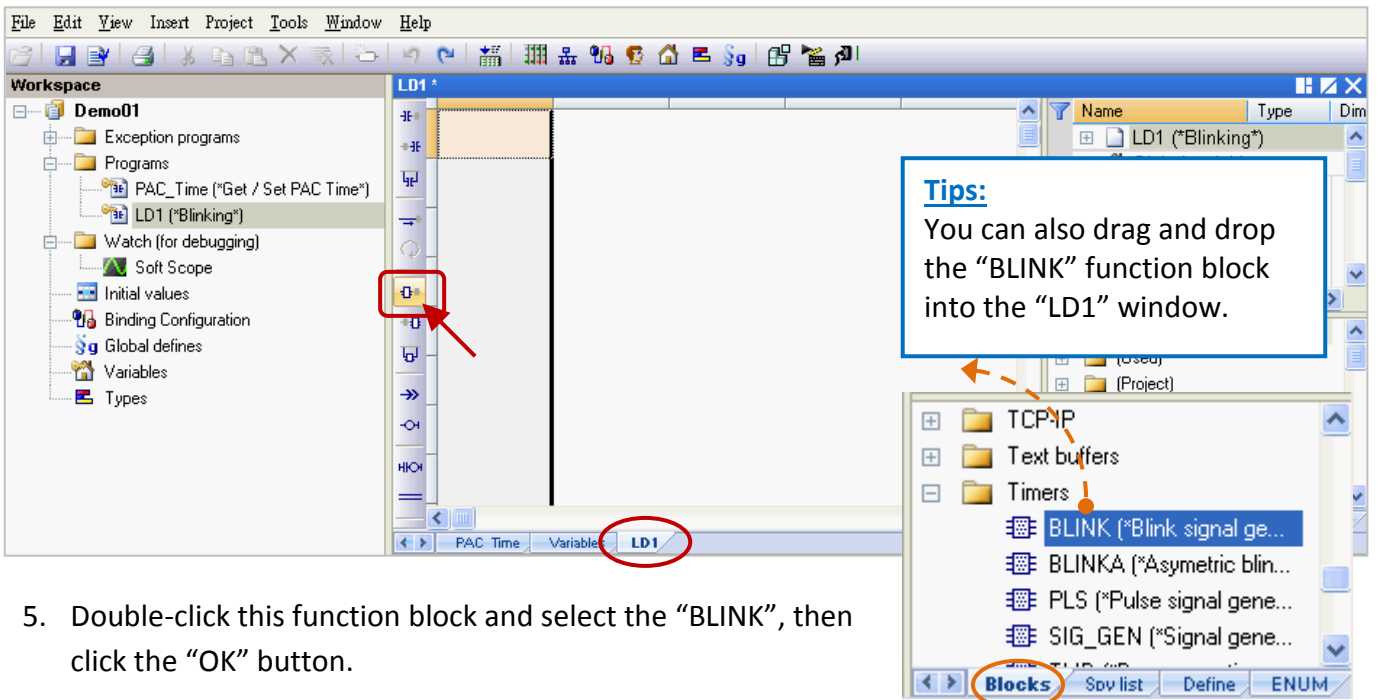 File Edit View Insert Project Tools Window Help
Workspace
Demo01
Exception programs
Programs
PAC_Time (*Get / Set PAC Time*)
LD1 (*Blinking*)
Watch (for debugging)
Soft Scope
Initial values
Binding Configuration
Global defines
Variables
Types
LD1 *
PAC Time Variables LD1
Name Type Dim
LD1 (*Blinking*)
Tips:
You can also drag and drop
the “BLINK” function block
into the “LD1” window.
(Used)
(Project)
TCP-IP
Text buffers
Timers
BLINK (*Blink signal ge...
BLINKA (*Asymetric blin...
PLS (*Pulse signal gene...
SIG_GEN (*Signal gene...
Blocks Spy list Define ENUM
5. Double-click this function block and select the “BLINK”, then
click the “OK” button.